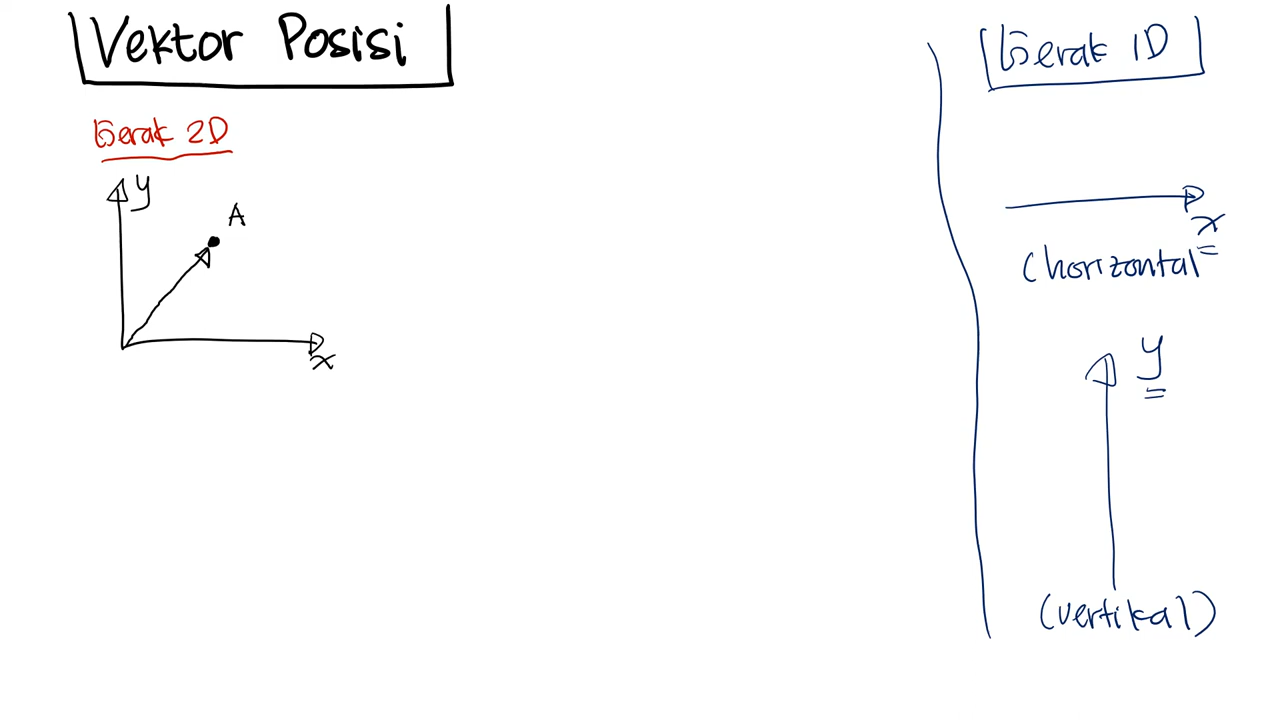 Vektor Posisi
Gerak 2D
y
A
x
Gerak 1D
x
(horizontal
y
(vertikal)